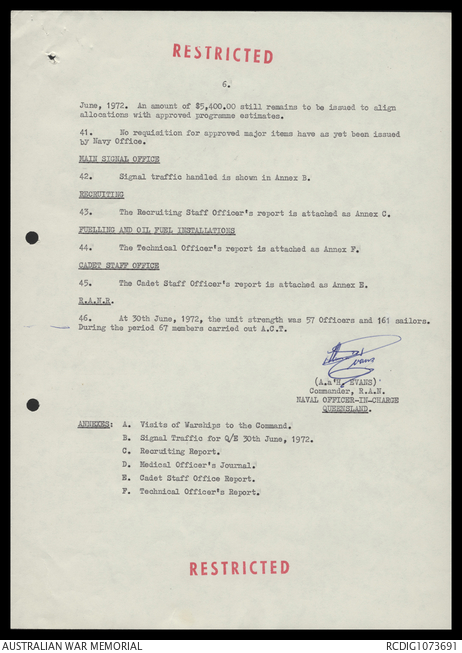 RESTRICTED
6.
June, 1972. An amount of $5,400.00 still remains to be issued to align
allocations with approved programme estimates.
41. No requisition for approved major items have as yet been issued
by Navy Office.
MAIN SIGNAL OFFICE
42. Signal traffic handled is shown in Annex B.
RECRUITING
43. The Recruiting Staff Officer's report is attached as Annex C.
FUELLING AND OIL FUEL INSTALLATIONS
44. The Technical Officer's report is attached as Annex F.
CADET STAFF OFFICE
45. The Cadet Staff Officer's report is attached as Annex E.
R.A.N.R.
46. At 30th June, 1972, the unit strength was 57 Officers and 161 sailors.
During the period 67 members carried out A.C.T.
Evans
(A.A.H. EVANS)
Commander, R.A.N.
NAVAL OFFICER-IN-CHARGE
QUEENSLAND.
ANNEXES: A. Visits of Warships to the Command.
B. Signal Traffic for Q/E 30th June, 1972.
C. Recruiting Report.
D. Medical Officer's Journal.
E. Cadet Staff Office Report.
F. Technical Officer's Report.
RESTRICTED
AUSTRALIAN WAR MEMORIAL
RCDIG1073691